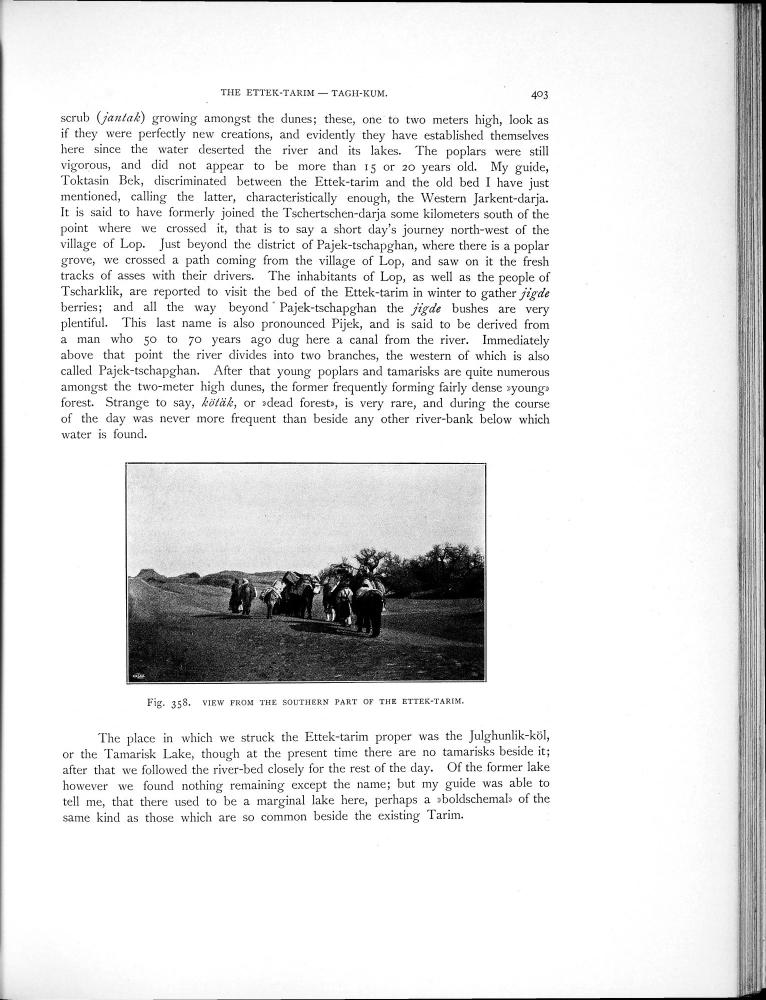 THE ETTEK-TARIM — TAGH-KUM. 403
scrub (jantak) growing amongst the dunes; these, one to two meters high, look as
if they were perfectly new creations, and evidently they have established themselves
here since the water deserted the river and its lakes. The poplars were still
vigorous, and did not appear to be more than 15 or 20 years old. My guide,
Toktasin Bek, discriminated between the Ettek-tarim and the old bed I have just
mentioned, calling the latter, characteristically enough, the Western Jarkent-darja.
It is said to have formerly joined the Tschertschen-darja some kilometers south of the
point where we crossed it, that is to say a short day's journey north-west of the
village of Lop. Just beyond the district of Pajek-tschapghan, where there is a poplar
grove, we crossed a path coming from the village of Lop, and saw on it the fresh
tracks of asses with their drivers. The inhabitants of Lop, as well as the people of
Tscharklik, are reported to visit the bed of the Ettek-tarim in winter to gather jigde
berries; and all the way beyond Pajek-tschapghan the jigde bushes are very
plentiful. This last name is also pronounced Pijek, and is said to be derived from
a man who 50 to 70 years ago dug here a canal from the river. Immediately
above that point the river divides into two branches, the western of which is also
called Pajek-tschapghan. After that young poplars and tamarisks are quite numerous
amongst the two-meter high dunes, the former frequently forming fairly dense »young»
forest. Strange to say, kötäk, or »dead forest», is very rare, and during the course
of the day was never more frequent than beside any other river-bank below which
water is found.
Fig. 358. VIEW FROM THE SOUTHERN PART OF THE ETTEK-TARIM.
The place in which we struck the Ettek-tarim proper was the Julghunlik-köl,
or the Tamarisk Lake, though at the present time there are no tamarisks beside it;
after that we followed the river-bed closely for the rest of the day. Of the former lake
however we found nothing remaining except the name; but my guide was able to
tell me, that there used to be a marginal lake here, perhaps a »boldschemal» of the
same kind as those which are so common beside the existing Tarim.